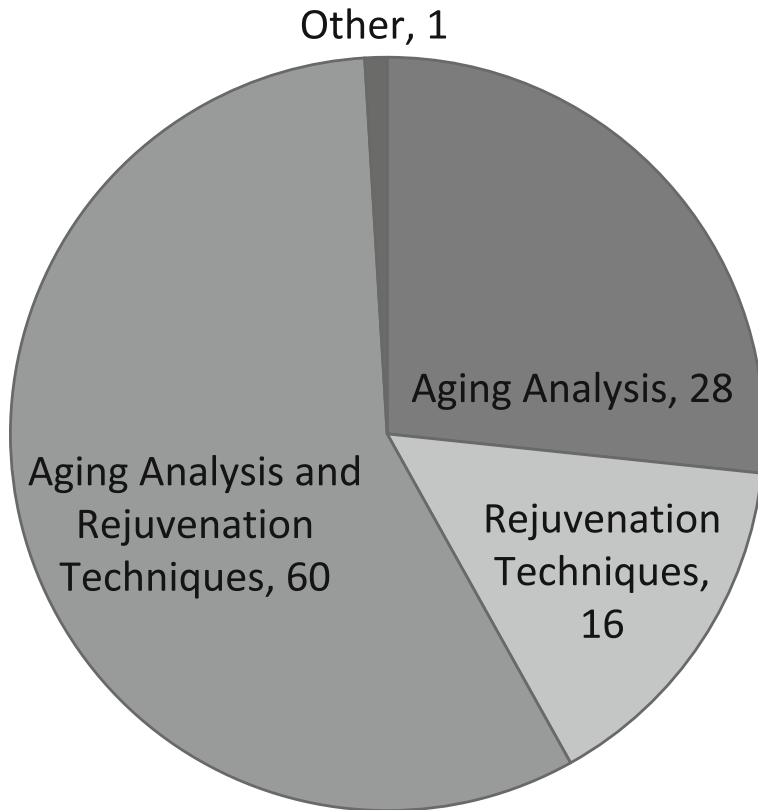 Other, 1
Aging Analysis, 28
Aging Analysis and
Rejuvenation
Techniques, 60
Rejuvenation
Techniques,
16